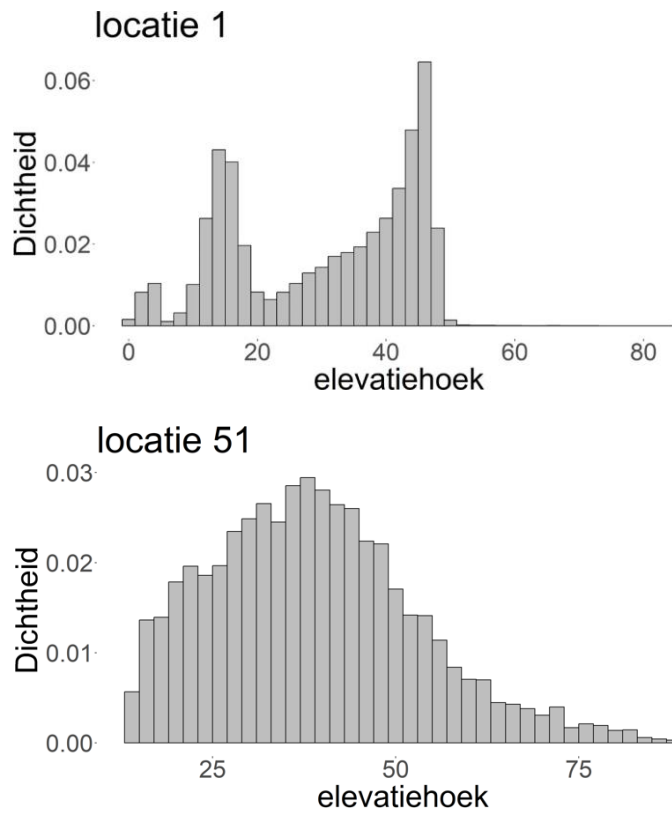 locatie 1
Dichtheid
0.06
0.04
0.02
0.00
0 20 40 60 80
elevatiehoek
locatie 51
Dichtheid
0.03
0.02
0.01
0.00
25 50 75
elevatiehoek